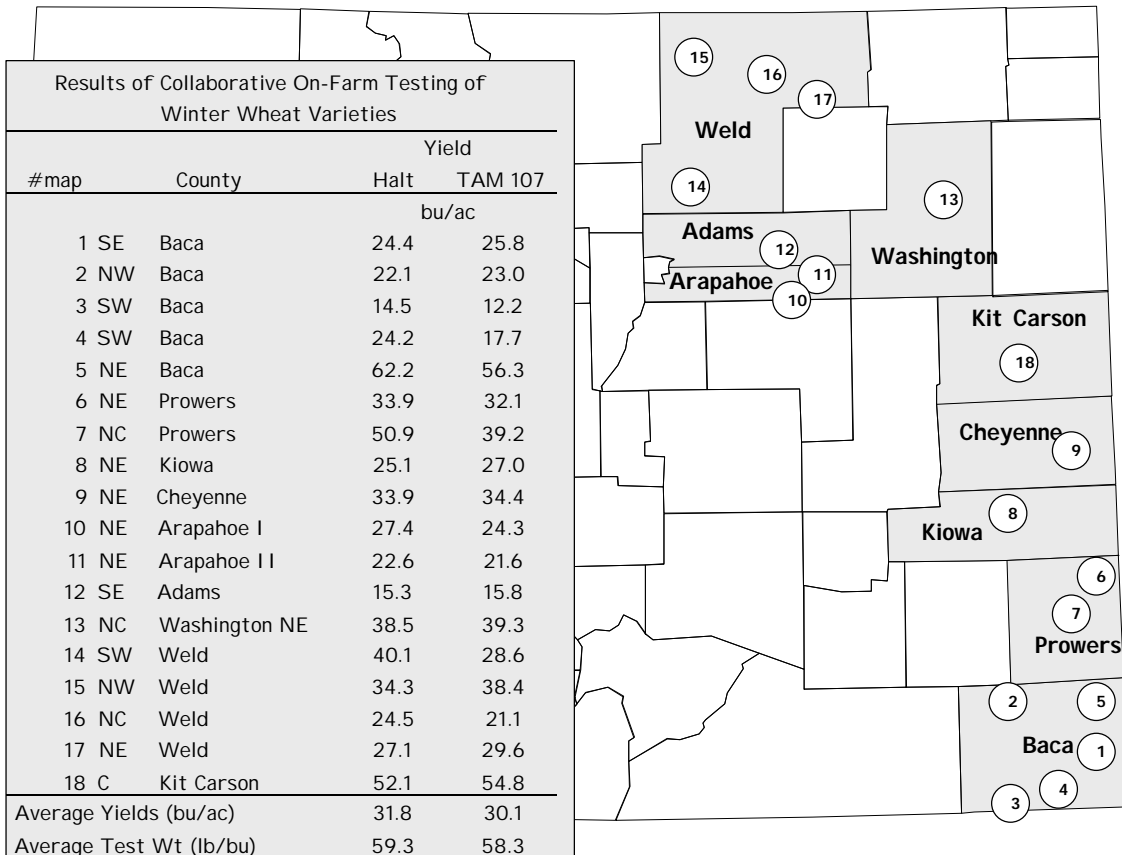 Results of Collaborative On-Farm Testing of
Winter Wheat Varieties
Yield
#map County Halt TAM 107
bu/ac
1 SE Baca 24.4 25.8
2 NW Baca 22.1 23.0
3 SW Baca 14.5 12.2
4 SW Baca 24.2 17.7
5 NE Baca 62.2 56.3
6 NE Prowers 33.9 32.1
7 NC Prowers 50.9 39.2
8 NE Kiowa 25.1 27.0
9 NE Cheyenne 33.9 34.4
10 NE Arapahoe I 27.4 24.3
11 NE Arapahoe II 22.6 21.6
12 SE Adams 15.3 15.8
13 NC Washington NE 38.5 39.3
14 SW Weld 40.1 28.6
15 NW Weld 34.3 38.4
16 NC Weld 24.5 21.1
17 NE Weld 27.1 29.6
18 C Kit Carson 52.1 54.8
Average Yields (bu/ac) 31.8 30.1
Average Test Wt (lb/bu) 59.3 58.3
15
16
17
Weld
14
13
Adams
12
Washington
Arapahoe
11
10
Kit Carson
18
Cheyenne
9
8
Kiowa
6
7
Prowers
2
5
Baca
1
4
3